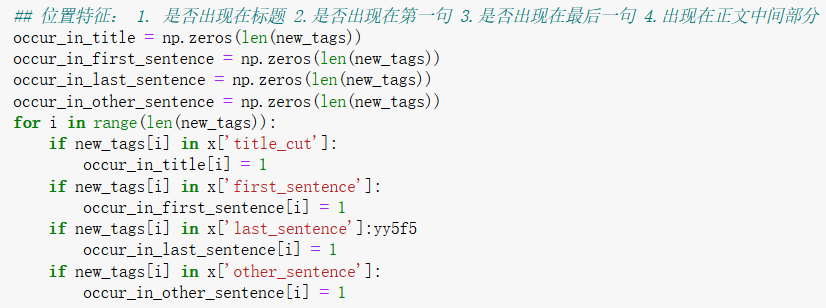 ## 位置特征： 1. 是否出现在标题 2.是否出现在第一句 3.是否出现在最后一句 4.出现在正文中间部分
occur_in_title = np.zeros(len(new_tags))
occur_in_first_sentence = np.zeros(len(new_tags))
occur_in_last_sentence = np.zeros(len(new_tags))
occur_in_other_sentence = np.zeros(len(new_tags))
for i in range(len(new_tags)):
    if new_tags[i] in x['title_cut']:
        occur_in_title[i] = 1
    if new_tags[i] in x['first_sentence']:
        occur_in_first_sentence[i] = 1
    if new_tags[i] in x['last_sentence']:yy5f5
        occur_in_last_sentence[i] = 1
    if new_tags[i] in x['other_sentence']:
        occur_in_other_sentence[i] = 1